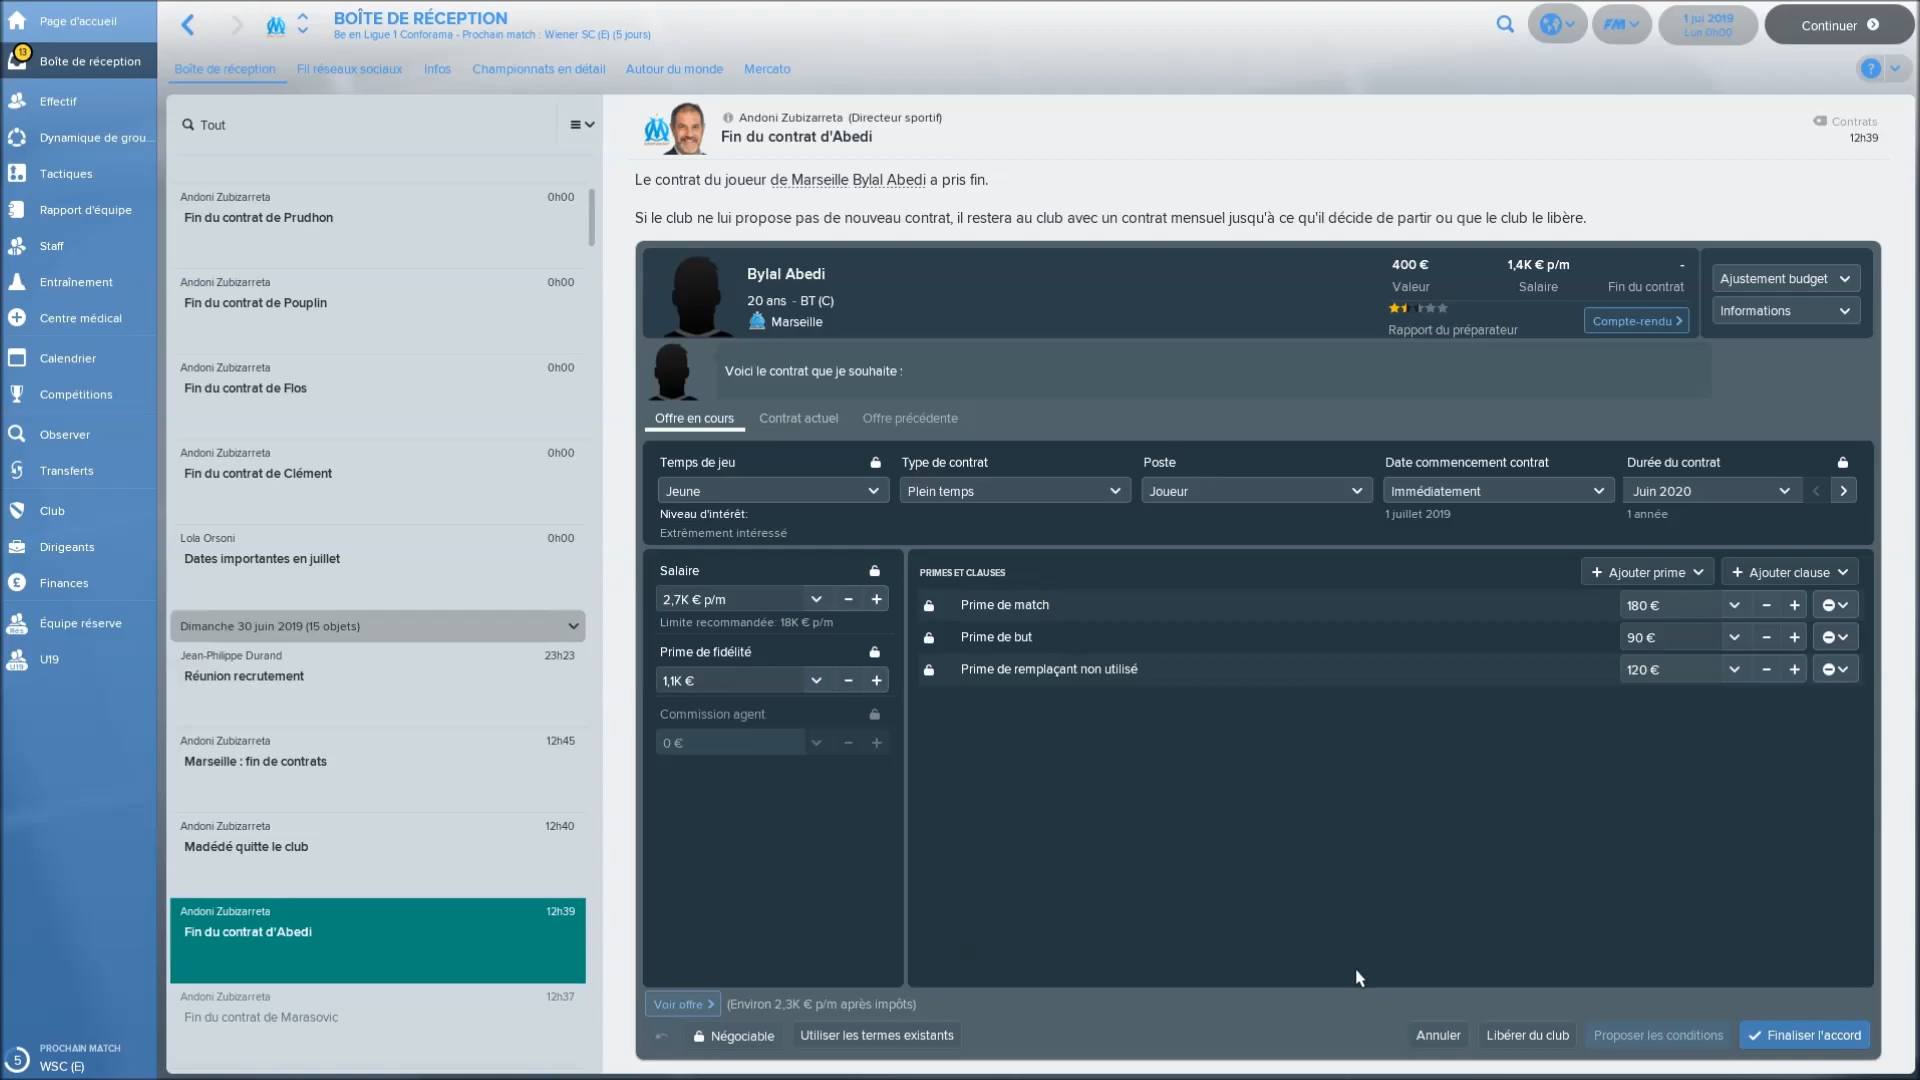 Page d'accueil
13
Boîte de réception
Effectif
Dynamique de grou...
Tactiques
Rapport d'équipe
Staff
Entraînement
Centre médical
Calendrier
Compétitions
Observer
Transferts
Club
Dirigeants
Finances
Équipe réserve
U19
5
PROCHAIN MATCH
WSC (E)
BOÎTE DE RÉCEPTION
8e en Ligue 1 Conforama - Prochain match : Wiener SC (E) (5 jours)
FM
1 jul 2019
Lun 0h00
Continuer
Boîte de réception
Fil réseaux sociaux
Infos
Championnats en détail
Autour du monde
Mercato
?
Tout
Andoni Zubizarreta 0h00
Fin du contrat de Prudhon
Andoni Zubizarreta 0h00
Fin du contrat de Pouplin
Andoni Zubizarreta 0h00
Fin du contrat de Flos
Andoni Zubizarreta 0h00
Fin du contrat de Clément
Lola Orsoni 0h00
Dates importantes en juillet
Dimanche 30 juin 2019 (15 objets)
Jean-Philippe Durand 23h23
Réunion recrutement
Andoni Zubizarreta 12h45
Marseille : fin de contrats
Andoni Zubizarreta 12h40
Madédé quitte le club
Andoni Zubizarreta 12h39
Fin du contrat d'Abedi
Andoni Zubizarreta 12h37
Fin du contrat de Marasovic
Andoni Zubizarreta (Directeur sportif)
Fin du contrat d'Abedi
Contrats
12h39
Le contrat du joueur de Marseille Bylal Abedi a pris fin.
Si le club ne lui propose pas de nouveau contrat, il restera au club avec un contrat mensuel jusqu'à ce qu'il décide de partir ou que le club le libère.
Bylal Abedi
20 ans - BT (C)
Marseille
400 € 1,4K € p/m -
Valeur Salaire Fin du contrat
Rapport du préparateur
Compte-rendu
Ajustement budget
Informations
Voici le contrat que je souhaite :
Offre en cours Contrat actuel Offre précédente
Temps de jeu Type de contrat Poste Date commencement contrat Durée du contrat
Jeune Plein temps Joueur Immédiatement Juin 2020
Niveau d'intérêt: 1 juillet 2019 1 année
Extrêmement intéressé
Salaire
2,7K € p/m
Limite recommandée: 18K € p/m
Prime de fidélité
1,1K €
Commission agent
0 €
PRIMES ET CLAUSES
+ Ajouter prime
+ Ajouter clause
Prime de match 180 €
Prime de but 90 €
Prime de remplaçant non utilisé 120 €
Voir offre (Environ 2,3K € p/m après impôts)
Négociable Utiliser les termes existants Annuler Libérer du club Proposer les conditions Finaliser l'accord